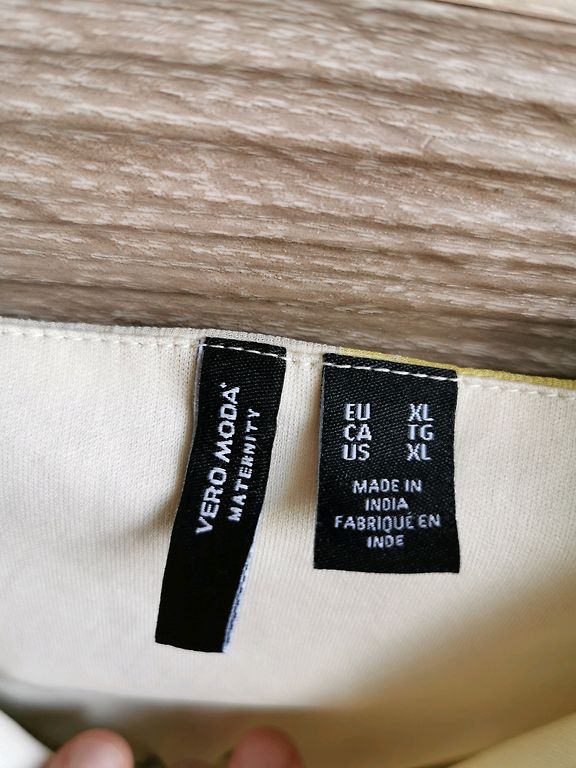 VERO MODA
MATERNITY
EU XL
CA TG
US XL
MADE IN
INDIA
FABRIQUÉ EN
INDE